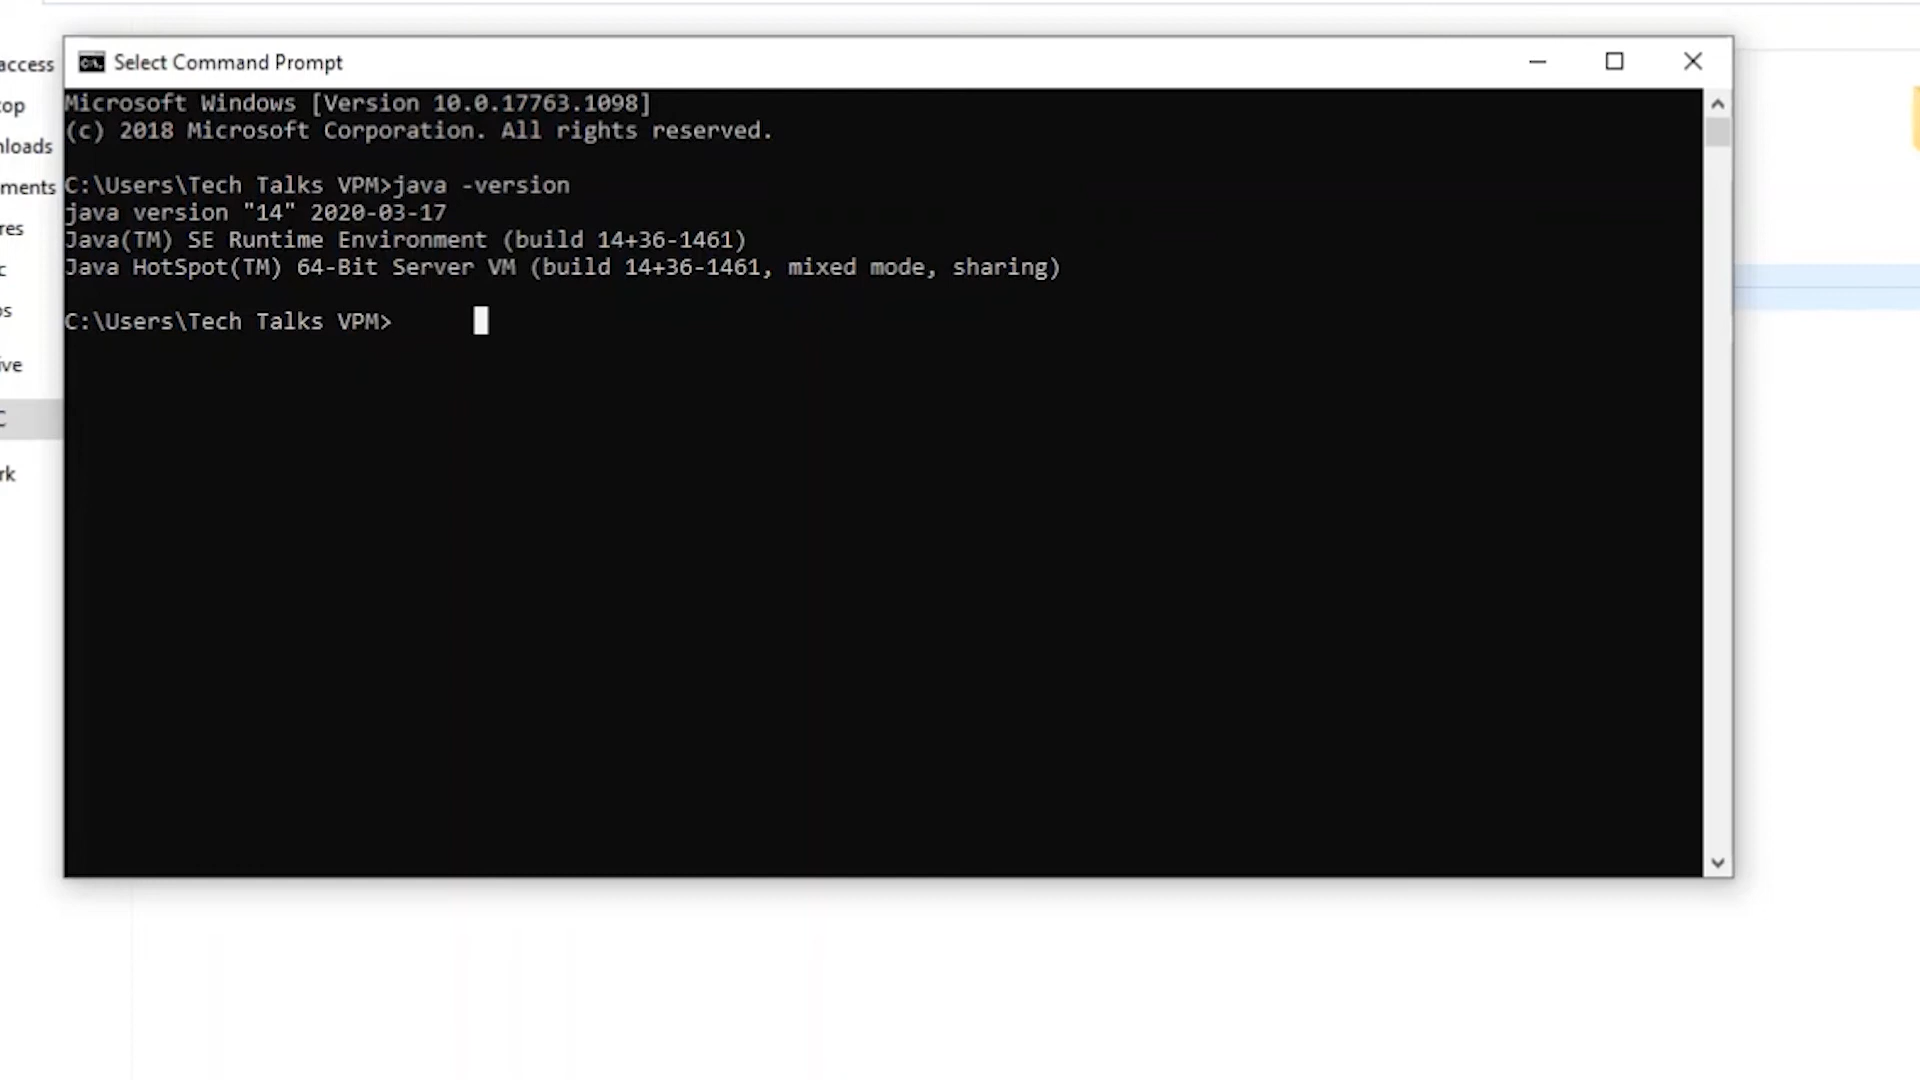 Select Command Prompt
Microsoft Windows [Version 10.0.17763.1098]
(c) 2018 Microsoft Corporation. All rights reserved.
C:\Users\Tech Talks VPM>java -version
java version "14" 2020-03-17
Java(TM) SE Runtime Environment (build 14+36-1461)
Java HotSpot(TM) 64-Bit Server VM (build 14+36-1461, mixed mode, sharing)
C:\Users\Tech Talks VPM>
access
op
nloads
ments
res
c
os
ive
C
rk